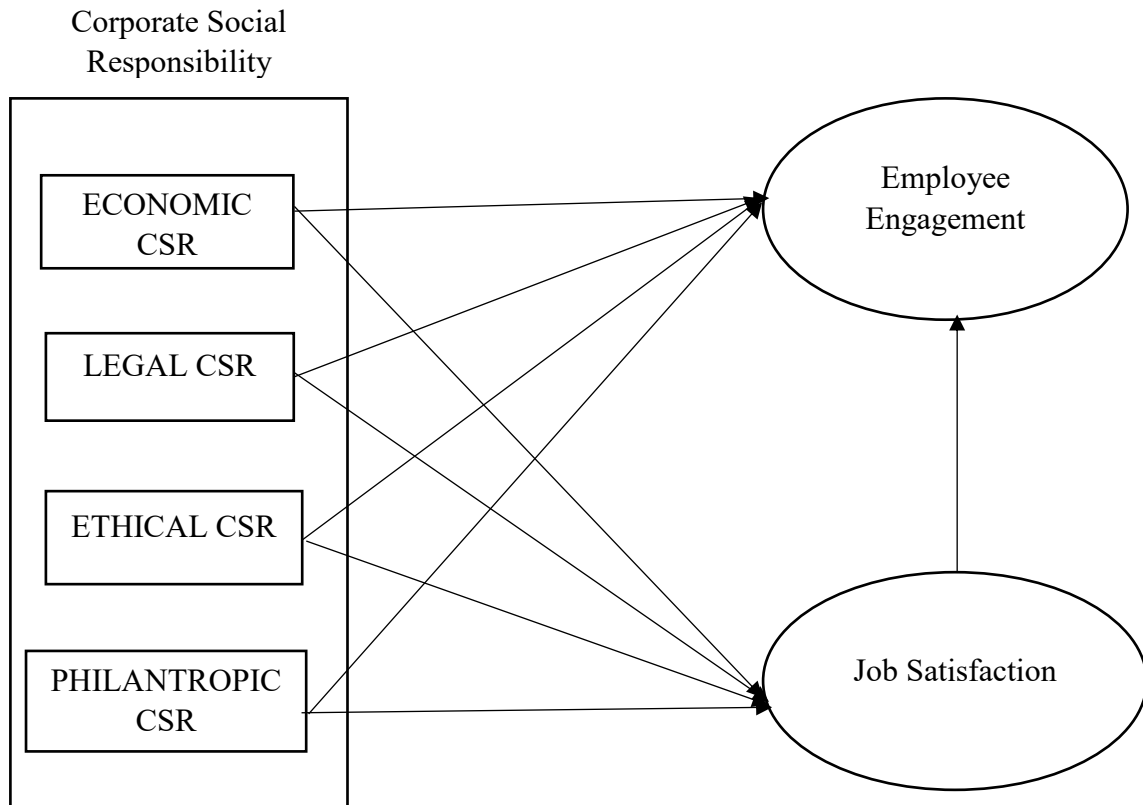 Corporate Social
Responsibility
ECONOMIC
CSR
LEGAL CSR
ETHICAL CSR
PHILANTROPIC
CSR
Employee
Engagement
Job Satisfaction